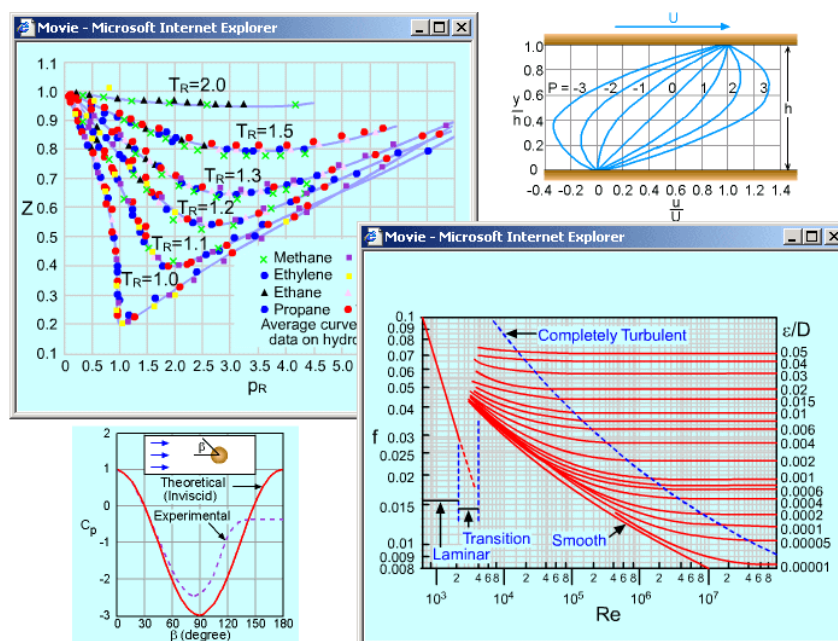 Movie - Microsoft Internet Explorer
1.1
1.0
0.9
0.8
0.7
Z
0.6
0.5
0.4
0.3
0.2
0.1
TR=2.0
TR=1.5
TR=1.3
TR=1.2
TR=1.1
TR=1.0
Methane
Ethylene
Ethane
Propane
Average curve
data on hydro
0 0.5 1.0 1.5 2.0 2.5 3.0 3.5 4.0 4.5 5.0
pR
U
1.0
0.8
0.6
0.4
0.2
0
y
h
P = -3 -2 -1 0 1 2 3
h
-0.4 -0.2 0 0.2 0.4 0.6 0.8 1.0 1.2 1.4
u
U
Movie - Microsoft Internet Explorer
0.1
0.09
0.08
0.07
0.06
0.05
0.04
f
0.03
0.02
0.015
0.01
0.009
0.008
Completely Turbulent
Transition
Laminar
Smooth
ε/D
0.05
0.04
0.03
0.02
0.015
0.01
0.006
0.004
0.002
0.001
0.0006
0.0004
0.0002
0.0001
0.00005
0.00001
10³ 2 4 6 8 10⁴ 2 4 6 8 10⁵ 2 4 6 8 10⁶ 2 4 6 8 10⁷ 2 4 6 8
Re
2
1
0
Cp
-1
-2
-3
β
Theoretical
(Inviscid)
Experimental
0 30 60 90 120 150 180
β (degree)